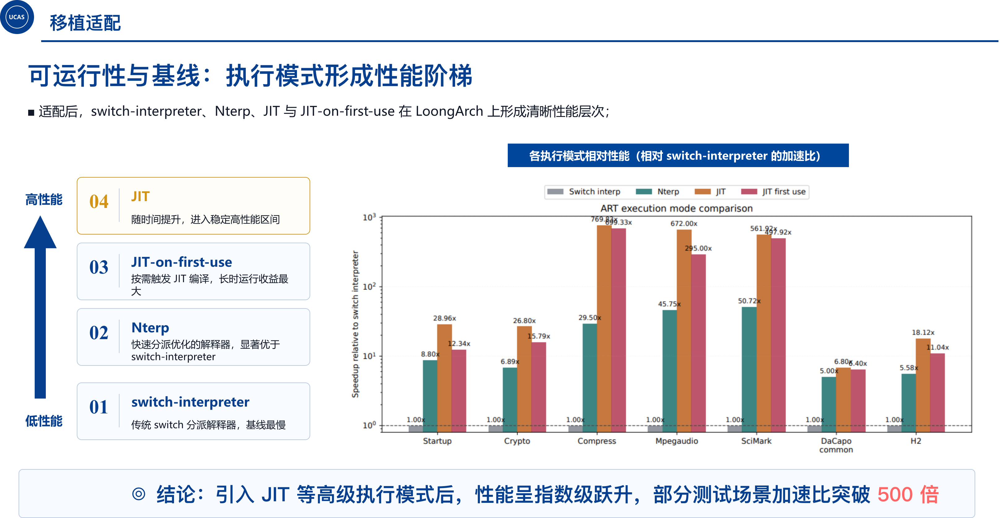 UCAS
移植适配
可运行性与基线：执行模式形成性能阶梯
■ 适配后，switch-interpreter、Nterp、JIT 与 JIT-on-first-use 在 LoongArch 上形成清晰性能层次；
高性能
低性能
04
JIT
随时间提升，进入稳定高性能区间
03
JIT-on-first-use
按需触发 JIT 编译，长时运行收益最
大
02
Nterp
快速分派优化的解释器，显著优于
switch-interpreter
01
switch-interpreter
传统 switch 分派解释器，基线最慢
各执行模式相对性能（相对 switch-interpreter 的加速比）
Switch interp Nterp JIT JIT first use
ART execution mode comparison
Speedup relative to switch interpreter
10³
10²
10¹
10⁰
1.00x 8.80x 28.96x 12.34x
1.00x 6.89x 26.80x 15.79x
1.00x 29.50x 769.83x 699.33x
1.00x 45.75x 672.00x 295.00x
1.00x 50.72x 561.92x 497.92x
1.00x 5.00x 6.80x 6.40x
1.00x 5.58x 18.12x 11.04x
Startup Crypto Compress Mpegaudio SciMark DaCapo H2
common
◎ 结论：引入 JIT 等高级执行模式后，性能呈指数级跃升，部分测试场景加速比突破 500 倍